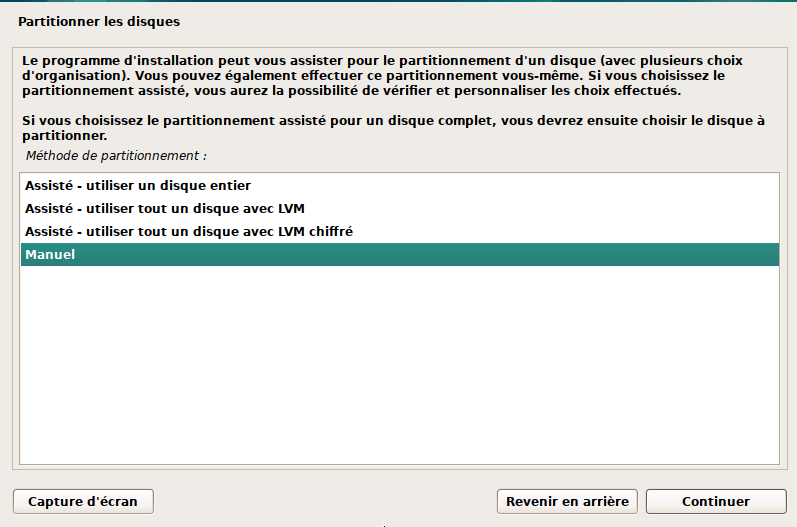 Partitionner les disques
Le programme d'installation peut vous assister pour le partitionnement d'un disque (avec plusieurs choix
d'organisation). Vous pouvez également effectuer ce partitionnement vous-même. Si vous choisissez le
partitionnement assisté, vous aurez la possibilité de vérifier et personnaliser les choix effectués.
Si vous choisissez le partitionnement assisté pour un disque complet, vous devrez ensuite choisir le disque à
partitionner.
Méthode de partitionnement :
Assisté - utiliser un disque entier
Assisté - utiliser tout un disque avec LVM
Assisté - utiliser tout un disque avec LVM chiffré
Manuel
Capture d'écran
Revenir en arrière
Continuer